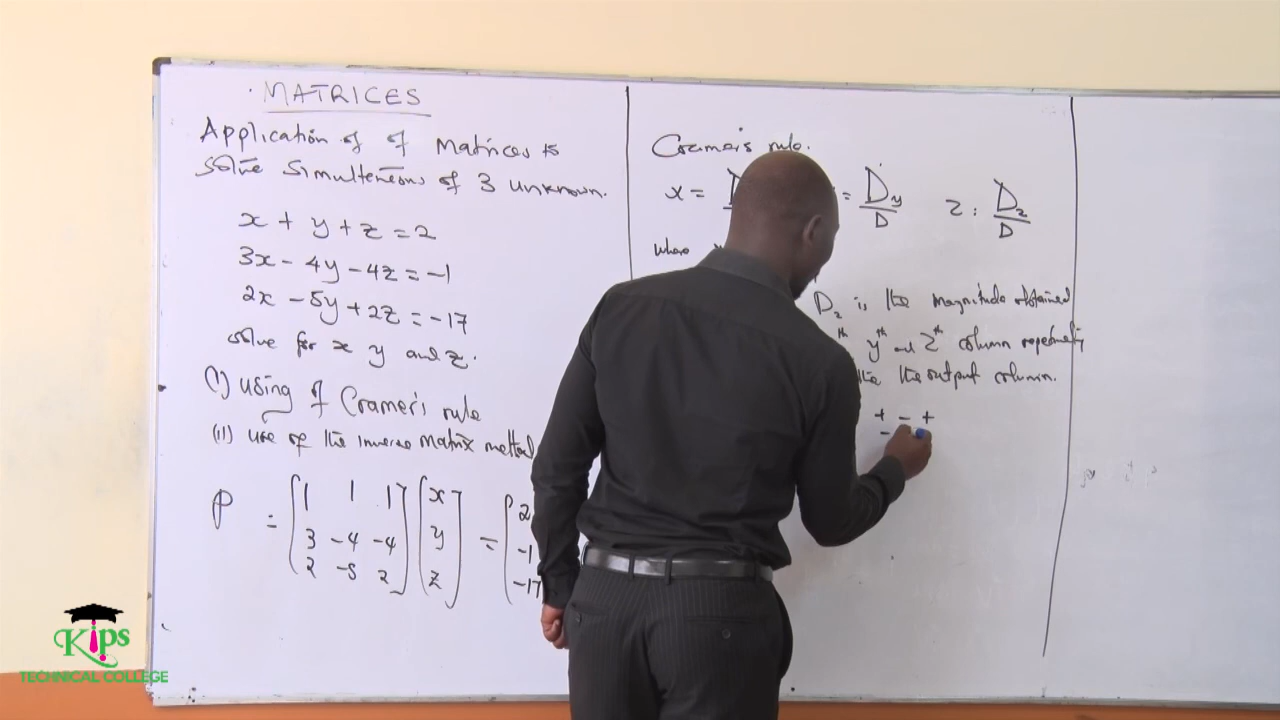 MATRICES
Application of of Matrices to
solve simulteneous of 3 unknown.
x + y + z = 2
3x - 4y - 4z = -1
2x - 5y + 2z = -17
solve for x y and z.
(i) using of Cramer's rule
(ii) use of the inverse matrix method
P = (1 1 1) (x) = (2
3 -4 -4 y -1
2 -5 2 z -17
Cramer's rule.
x = D = Dy/D z : Dz/D
where
Dz is the magnitude obtained
th yth and zth column
the output column.
+ - +
-
Kips
TECHNICAL COLLEGE